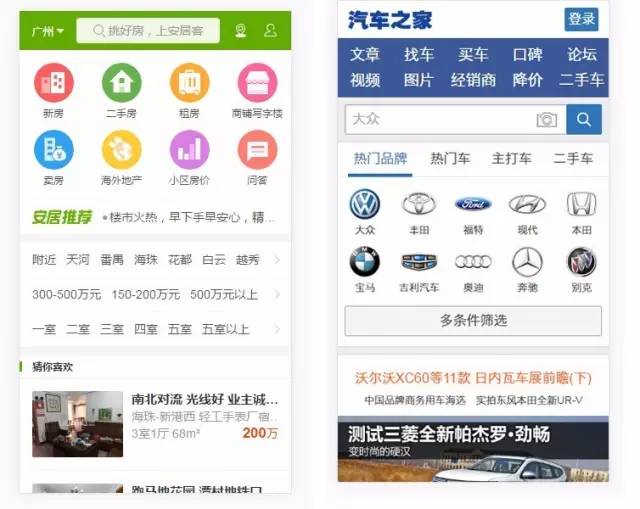 广州 挑好房，上安居客
新房 二手房 租房 商铺写字楼
卖房 海外地产 小区房价 问答
安居推荐 楼市火热，早下手早安心，精...
附近 天河 番禺 海珠 花都 白云 越秀
300-500万元 150-200万元 500万元以上
一室 二室 三室 四室 五室 五室以上
猜你喜欢
南北对流 光线好 业主诚...
海珠-新港西 轻工手表厂宿...
3室1厅 68m² 200万
跑马地花园 潭村地铁口
汽车之家 登录
文章 找车 买车 口碑 论坛
视频 图片 经销商 降价 二手车
大众
热门品牌 热门车 主打车 二手车
大众 丰田 福特 现代 本田
宝马 吉利汽车 奥迪 奔驰 别克
多条件筛选
沃尔沃XC60等11款 日内瓦车展前瞻(下)
中国品牌商务用车海选 实拍东风本田全新UR-V
测试三菱全新帕杰罗•劲畅
变时尚的硬汉